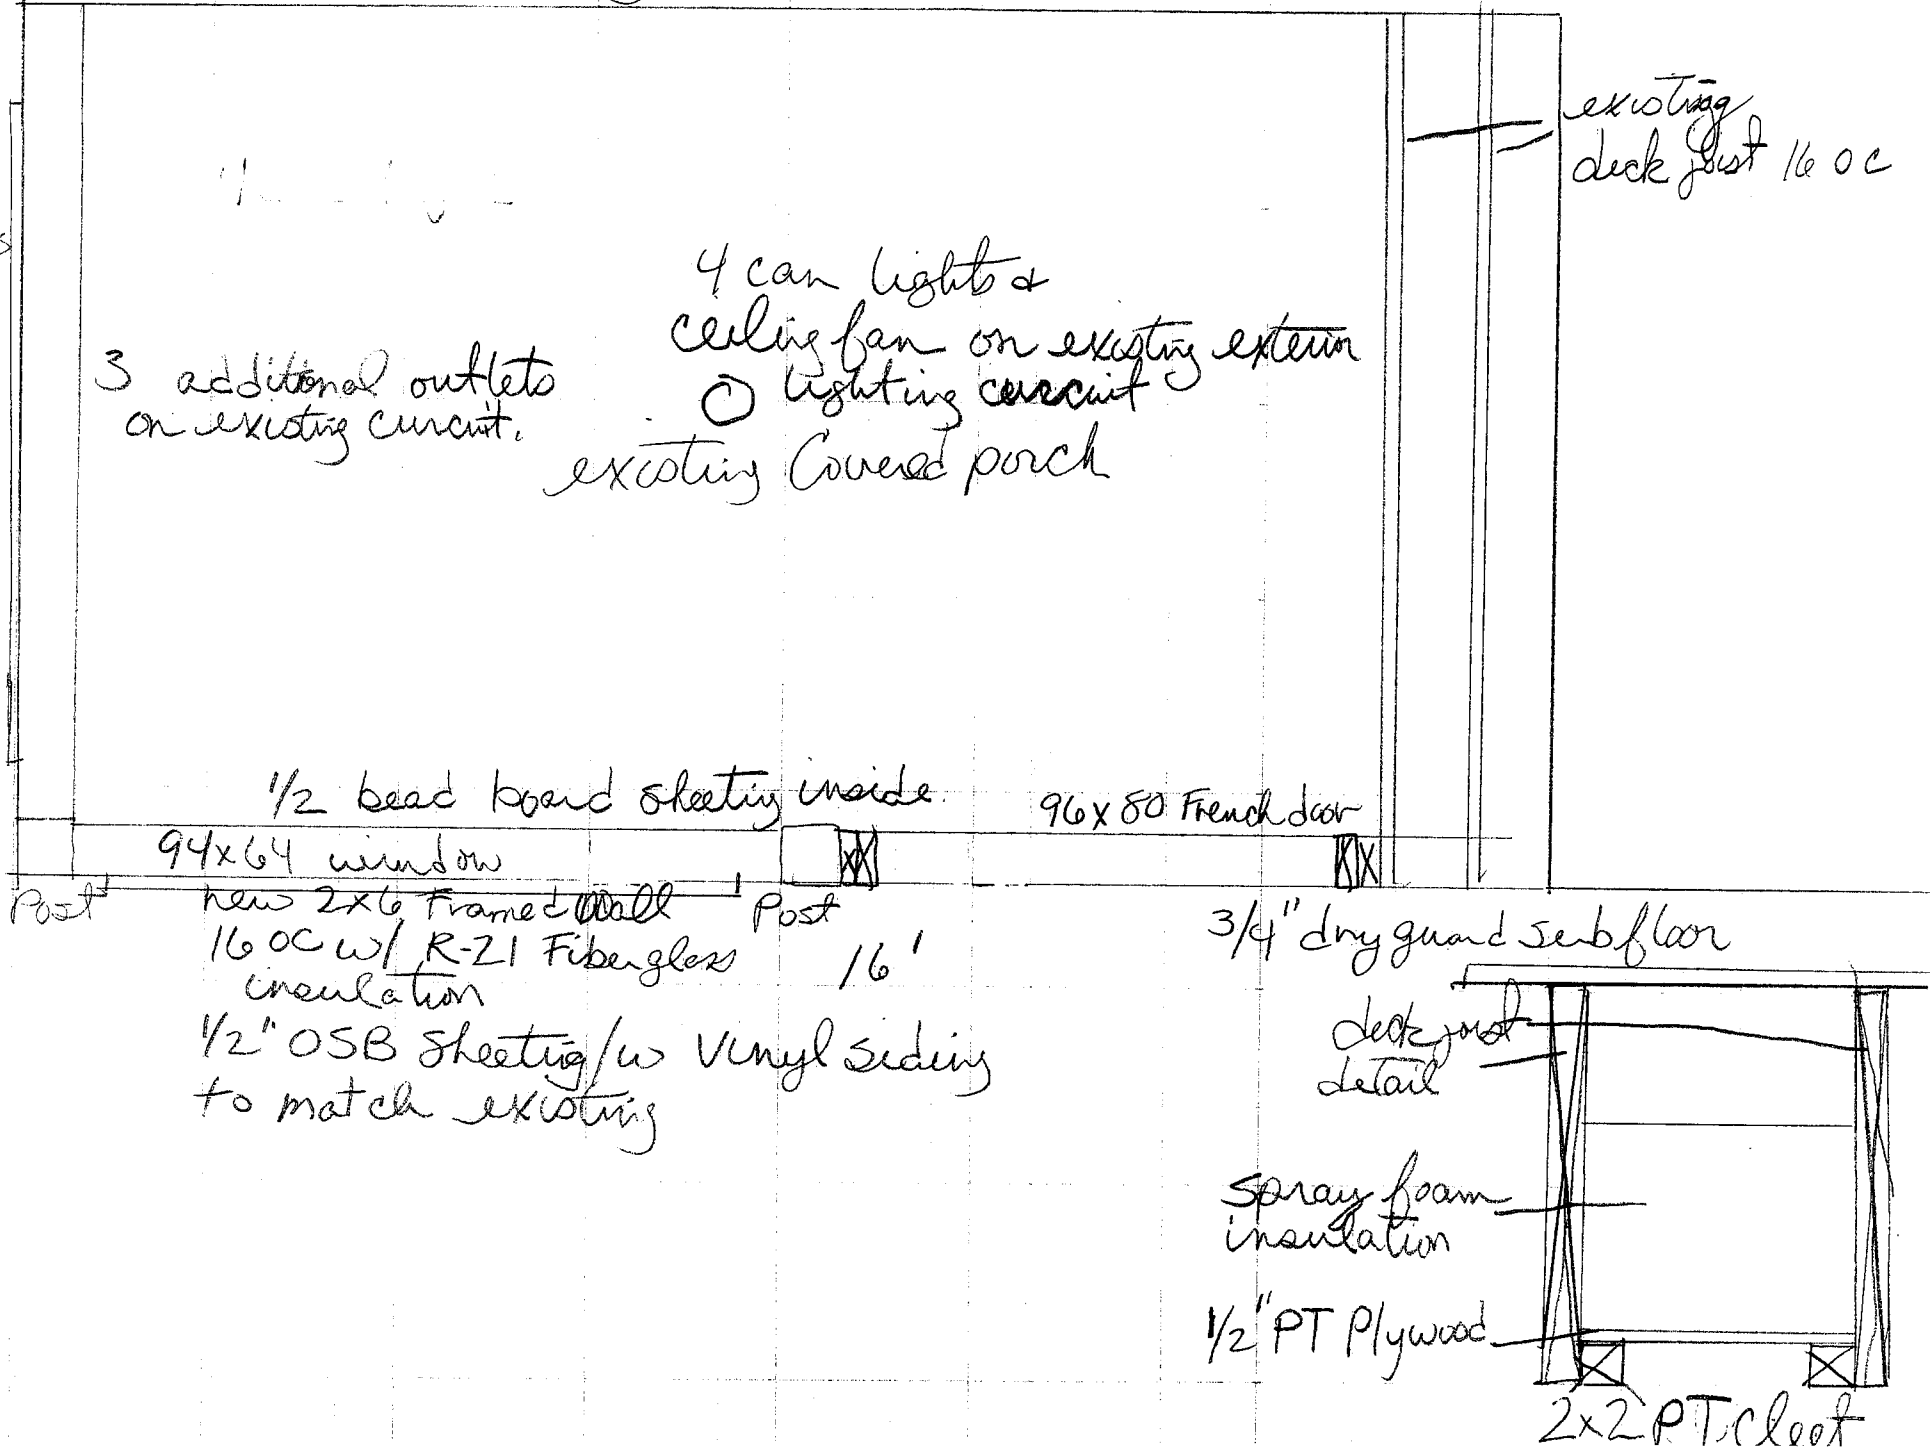 existing
deck joist 16 OC
4 can lights &
ceiling fan on existing exterior
lighting curcuit
3 additional outlets
on existing curcuit.
existing Covered porch
1/2 bead board sheeting inside
96x80 French door
94x64 window
Post
new 2x6 Framed Wall
Post
16 OC w/ R-21 Fiberglass
insulation
16'
1/2" OSB Sheeting/w Vinyl siding
to match existing
3/4" dry guard subfloor
deck joist
detail
spray foam
insulation
1/2" PT Plywood
2x2 PT Cleat